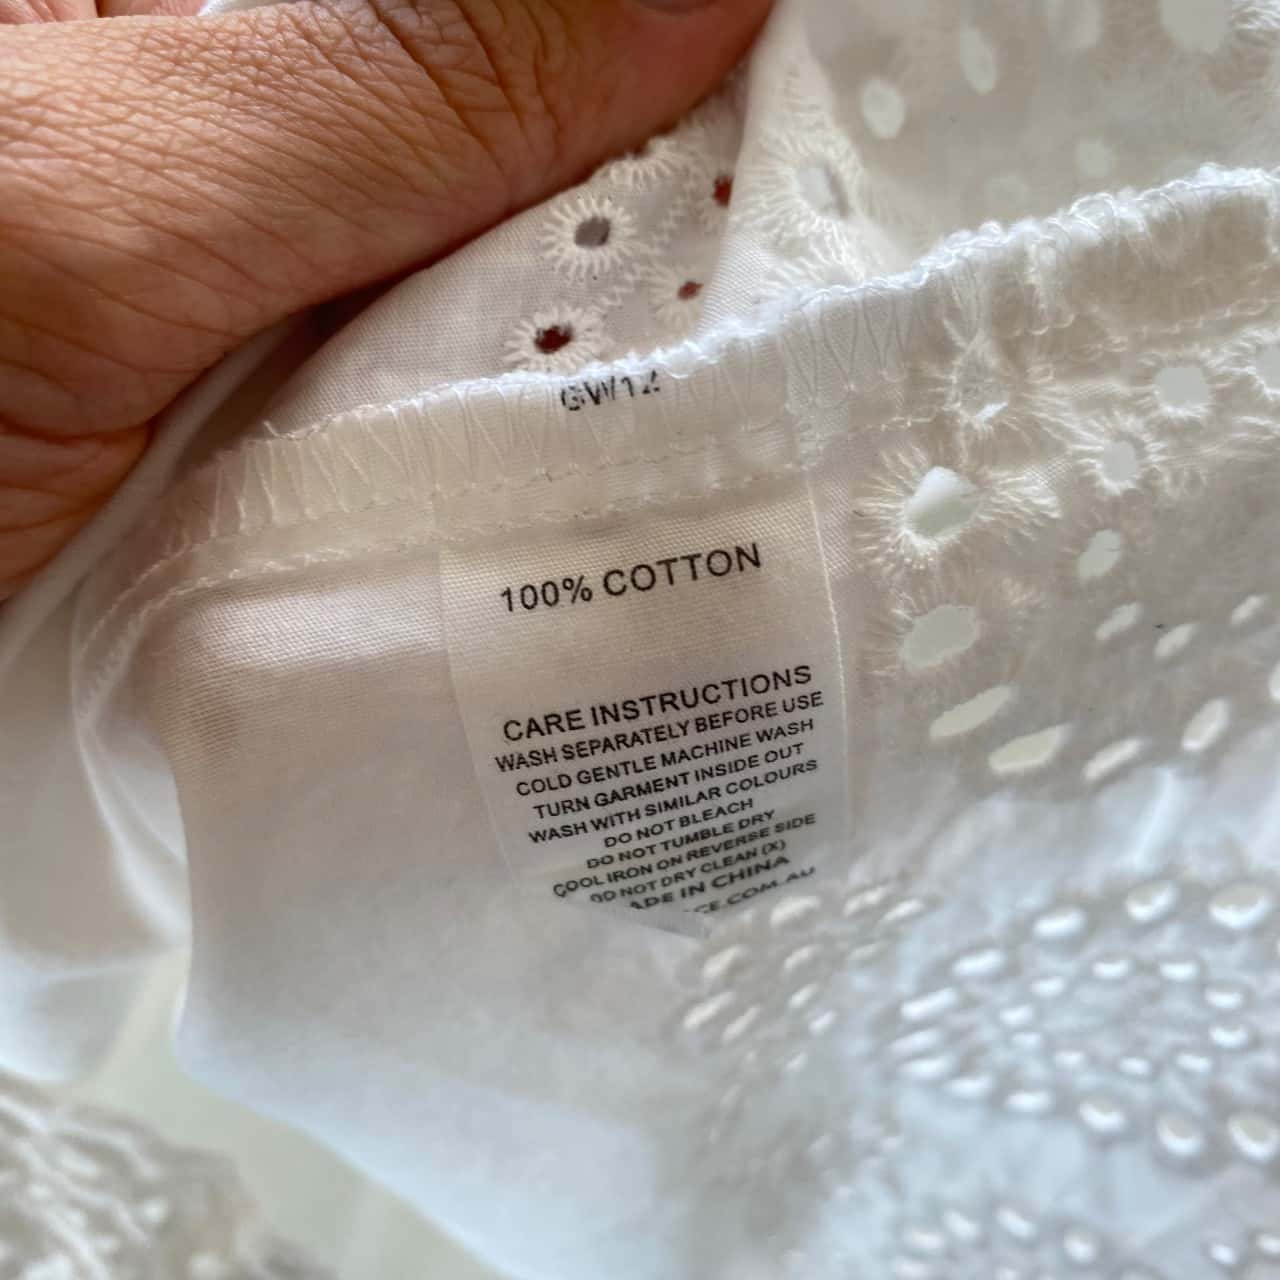 GW12
100% COTTON
CARE INSTRUCTIONS
WASH SEPARATELY BEFORE USE
COLD GENTLE MACHINE WASH
TURN GARMENT INSIDE OUT
WASH WITH SIMILAR COLOURS
DO NOT BLEACH
DO NOT TUMBLE DRY
COOL IRON ON REVERSE SIDE
DO NOT DRY CLEAN (X)
MADE IN CHINA